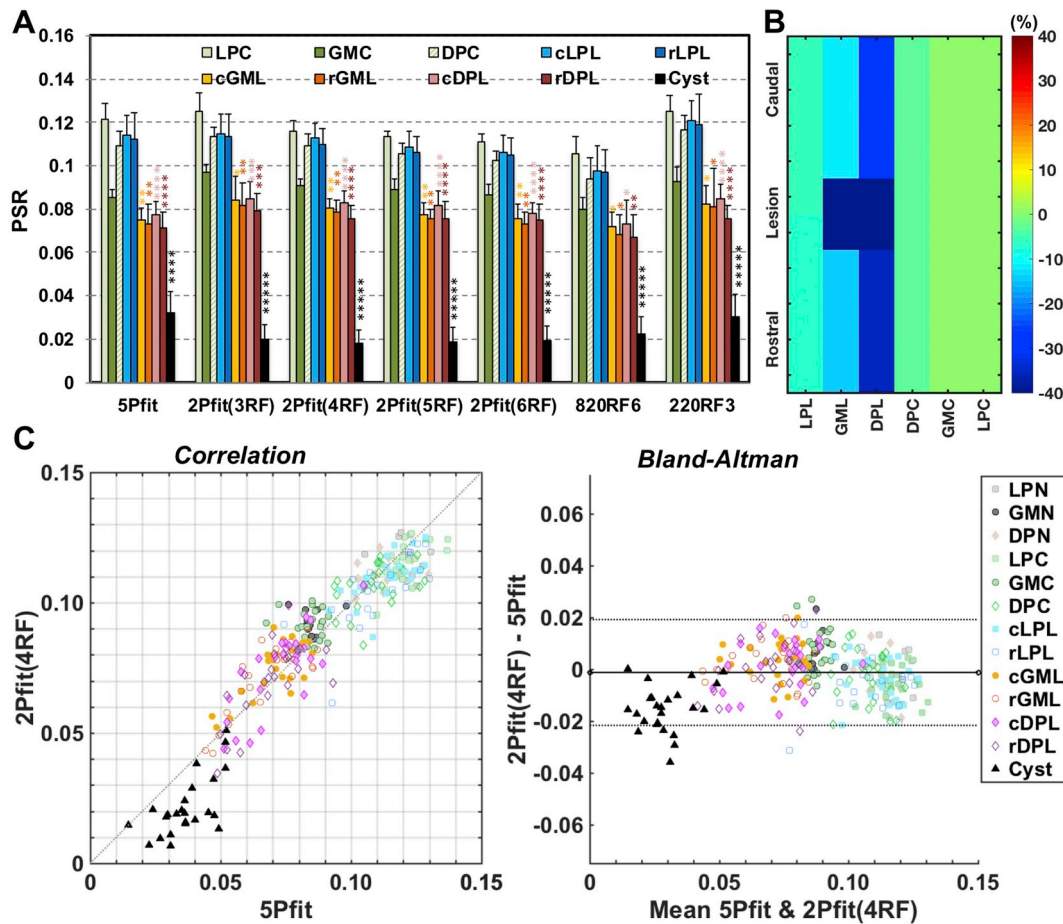 A
PSR
LPC GMC DPC cLPL rLPL
cGML rGML cDPL rDPL Cyst
0.16
0.14
0.12
0.1
0.08
0.06
0.04
0.02
0
5Pfit 2Pfit(3RF) 2Pfit(4RF) 2Pfit(5RF) 2Pfit(6RF) 820RF6 220RF3
B
(%)
Caudal
Lesion
Rostral
40
30
20
10
0
-10
-20
-30
-40
LPL GML DPL DPC GMC LPC
C
Correlation
2Pfit(4RF)
0.15
0.10
0.05
0
0 0.05 0.10 0.15
5Pfit
Bland-Altman
2Pfit(4RF) - 5Pfit
0.06
0.04
0.02
0
-0.02
-0.04
-0.06
0 0.05 0.10 0.15
Mean 5Pfit & 2Pfit(4RF)
LPN
GMN
DPN
LPC
GMC
DPC
cLPL
rLPL
cGML
rGML
cDPL
rDPL
Cyst